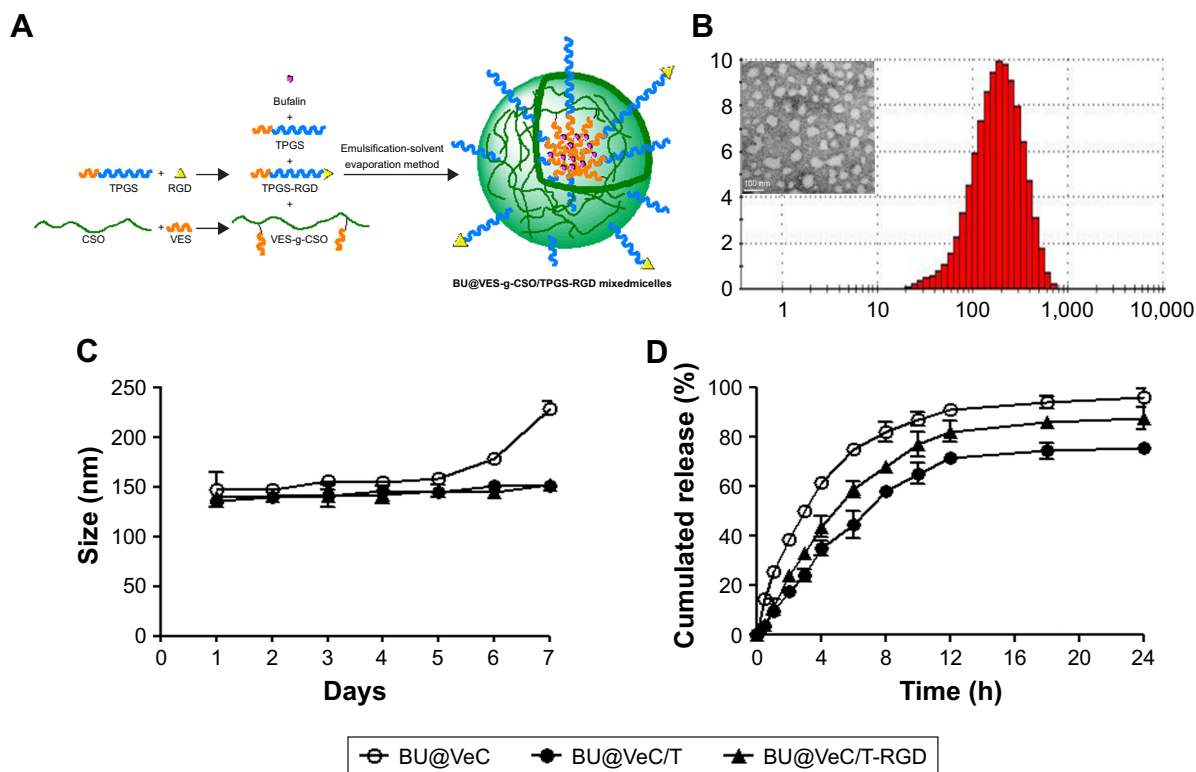 A
Bufalin
+
TPGS
+
TPGS + RGD
TPGS-RGD
+
CSO + VES
VES-g-CSO
Emulsification-solvent
evaporation method
BU@VES-g-CSO/TPGS-RGD mixedmicelles
B
10
8
6
4
2
0
1 10 100 1,000 10,000
100 nm
C
Size (nm)
250
200
150
100
50
0
0 1 2 3 4 5 6 7
Days
D
Cumulated release (%)
100
80
60
40
20
0
0 4 8 12 16 20 24
Time (h)
BU@VeC BU@VeC/T BU@VeC/T-RGD